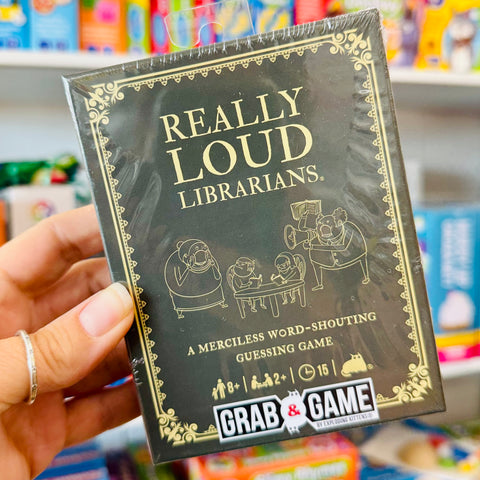 REALLY
LOUD
LIBRARIANS®
A MERCILESS WORD-SHOUTING
GUESSING GAME
8+ | 2+ | 15 |
GRAB & GAME
BY EXPLODING KITTENS®